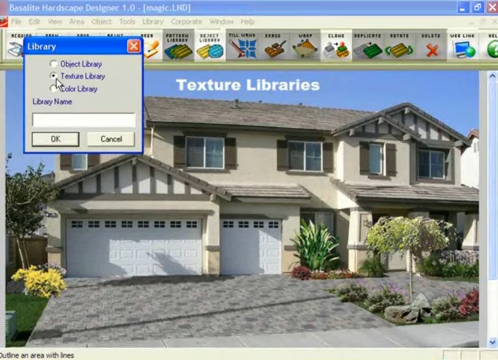 Basalite Hardscape Designer 1.0 - [magic.LND]
File Edit View Area Object Tools Library Corporate Window Help
PATTERN OBJECT FILL WAND ERASE WARP CLONE REPLICATE ROTATE DELETE WEB LINK
LIBRARY LIBRARY
Library
Object Library
Texture Library
Color Library
Library Name
OK Cancel
Texture Libraries
Outline an area with lines